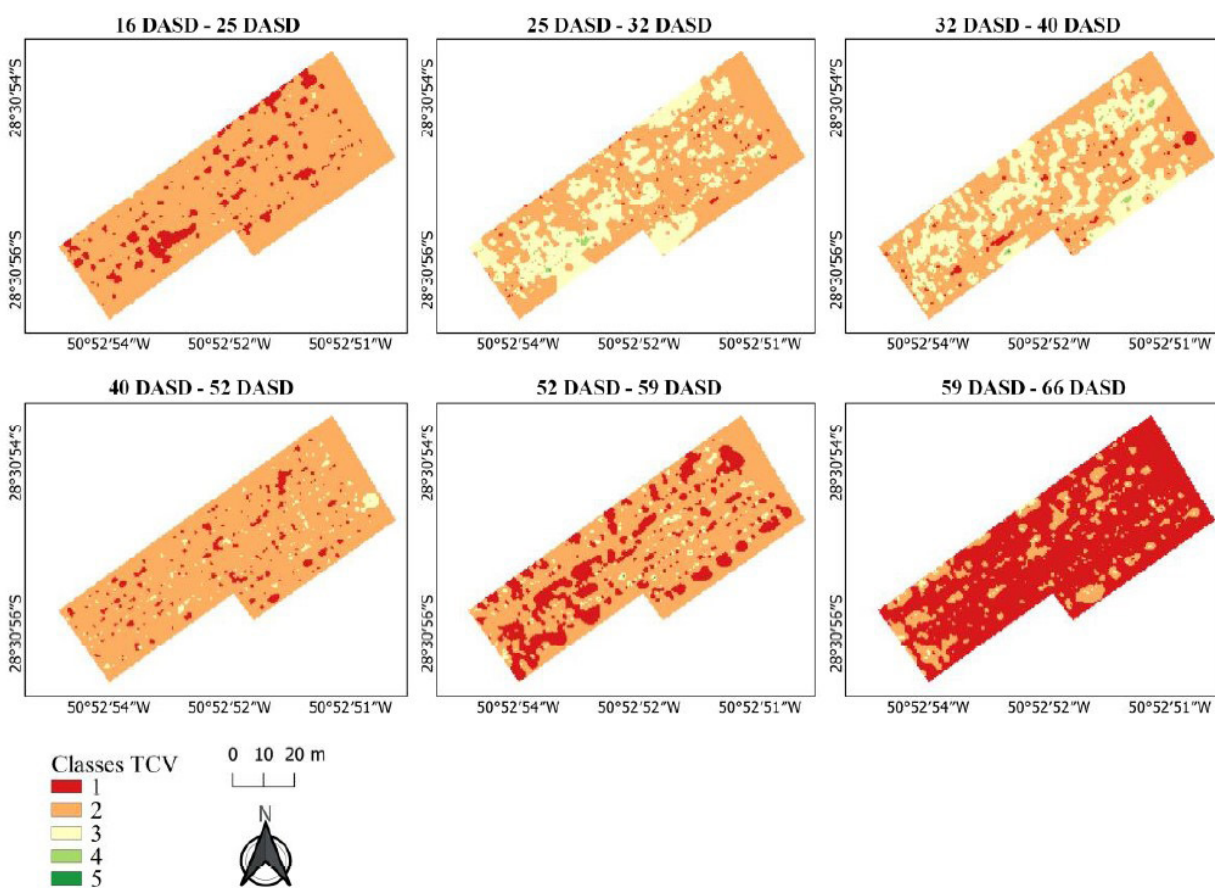 16 DASD - 25 DASD
25 DASD - 32 DASD
32 DASD - 40 DASD
28°30'54"S
28°30'56"S
28°30'54"S
28°30'56"S
28°30'54"S
28°30'56"S
50°52'54"W 50°52'52"W 50°52'51"W
50°52'54"W 50°52'52"W 50°52'51"W
50°52'54"W 50°52'52"W 50°52'51"W
40 DASD - 52 DASD
52 DASD - 59 DASD
59 DASD - 66 DASD
28°30'54"S
28°30'56"S
28°30'54"S
28°30'56"S
28°30'54"S
28°30'56"S
50°52'54"W 50°52'52"W 50°52'51"W
50°52'54"W 50°52'52"W 50°52'51"W
50°52'54"W 50°52'52"W 50°52'51"W
Classes TCV
1
2
3
4
5
0 10 20 m
N